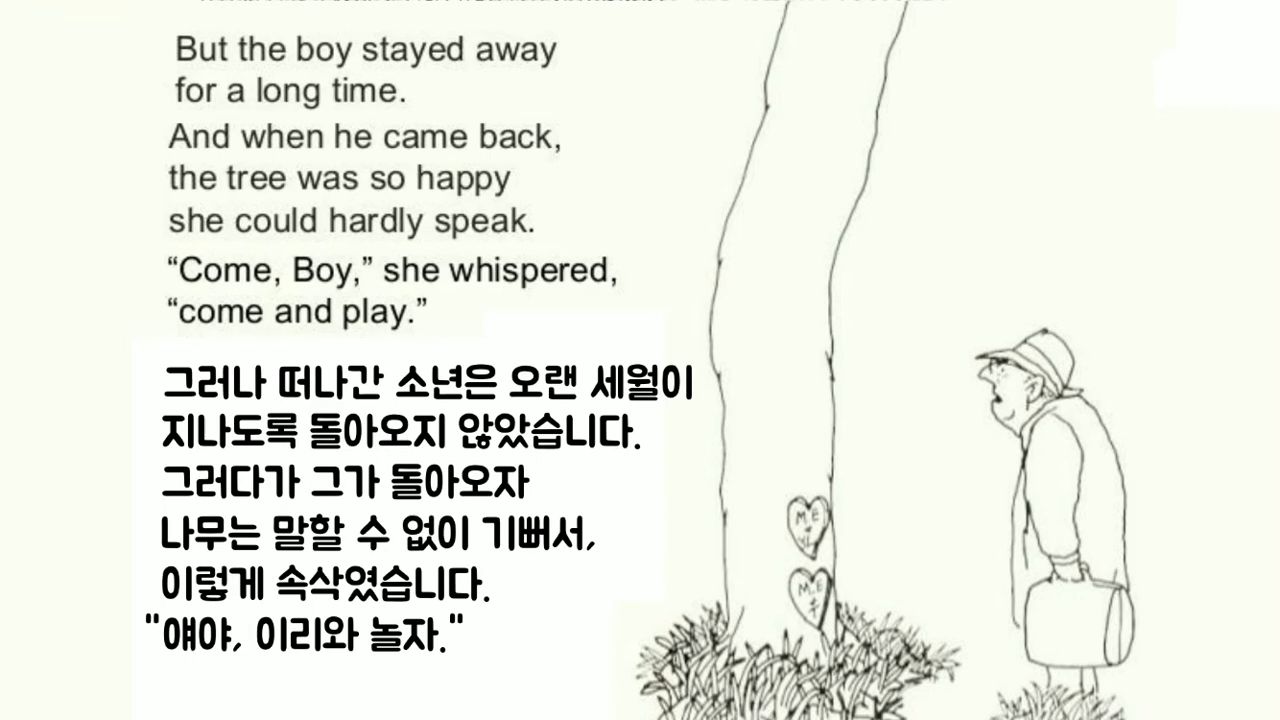 But the boy stayed away
for a long time.
And when he came back,
the tree was so happy
she could hardly speak.
“Come, Boy,” she whispered,
“come and play.”
그러나 떠나간 소년은 오랜 세월이
지나도록 돌아오지 않았습니다.
그러다가 그가 돌아오자
나무는 말할 수 없이 기뻐서,
이렇게 속삭였습니다.
"얘야, 이리와 놀자."
M.E.
M.E.